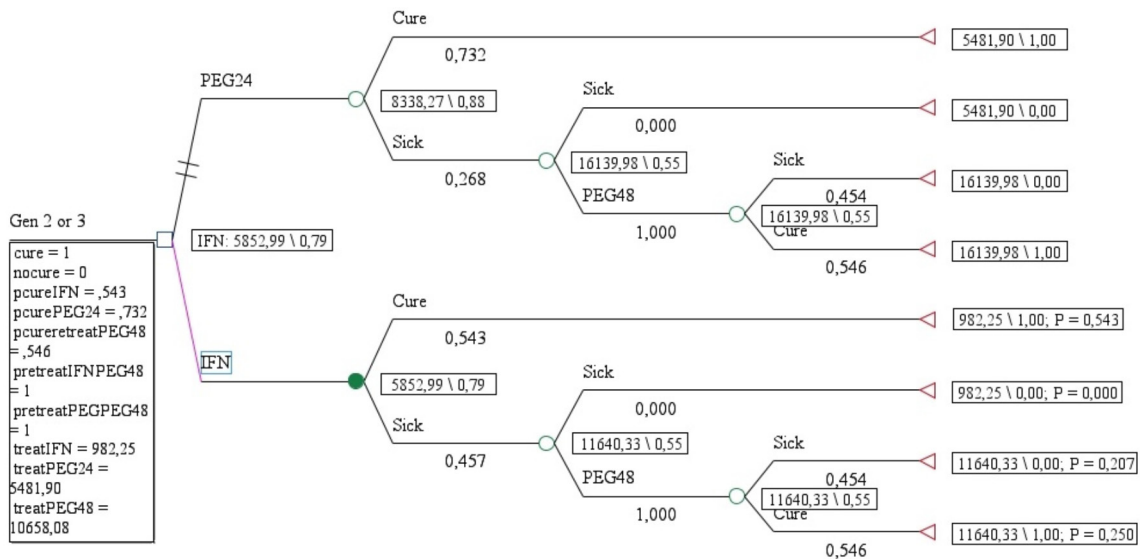 Cure
0,732
5481,90 \ 1,00
PEG24
8338,27 \ 0,88
Sick
0,268
Sick
0,000
5481,90 \ 0,00
16139,98 \ 0,55
PEG48
1,000
Sick
0,454
16139,98 \ 0,00
16139,98 \ 0,55
Cure
0,546
16139,98 \ 1,00
Gen 2 or 3
IFN: 5852,99 \ 0,79
cure = 1
nocure = 0
pcureIFN = ,543
pcurePEG24 = ,732
pcureretreatPEG48
= ,546
pretreatIFNPEG48
= 1
pretreatPEGPEG48
= 1
treatIFN = 982,25
treatPEG24 =
5481,90
treatPEG48 =
10658,08
IFN
5852,99 \ 0,79
Cure
0,543
982,25 \ 1,00; P = 0,543
Sick
0,457
Sick
0,000
982,25 \ 0,00; P = 0,000
11640,33 \ 0,55
PEG48
1,000
Sick
0,454
11640,33 \ 0,00; P = 0,207
11640,33 \ 0,55
Cure
0,546
11640,33 \ 1,00; P = 0,250